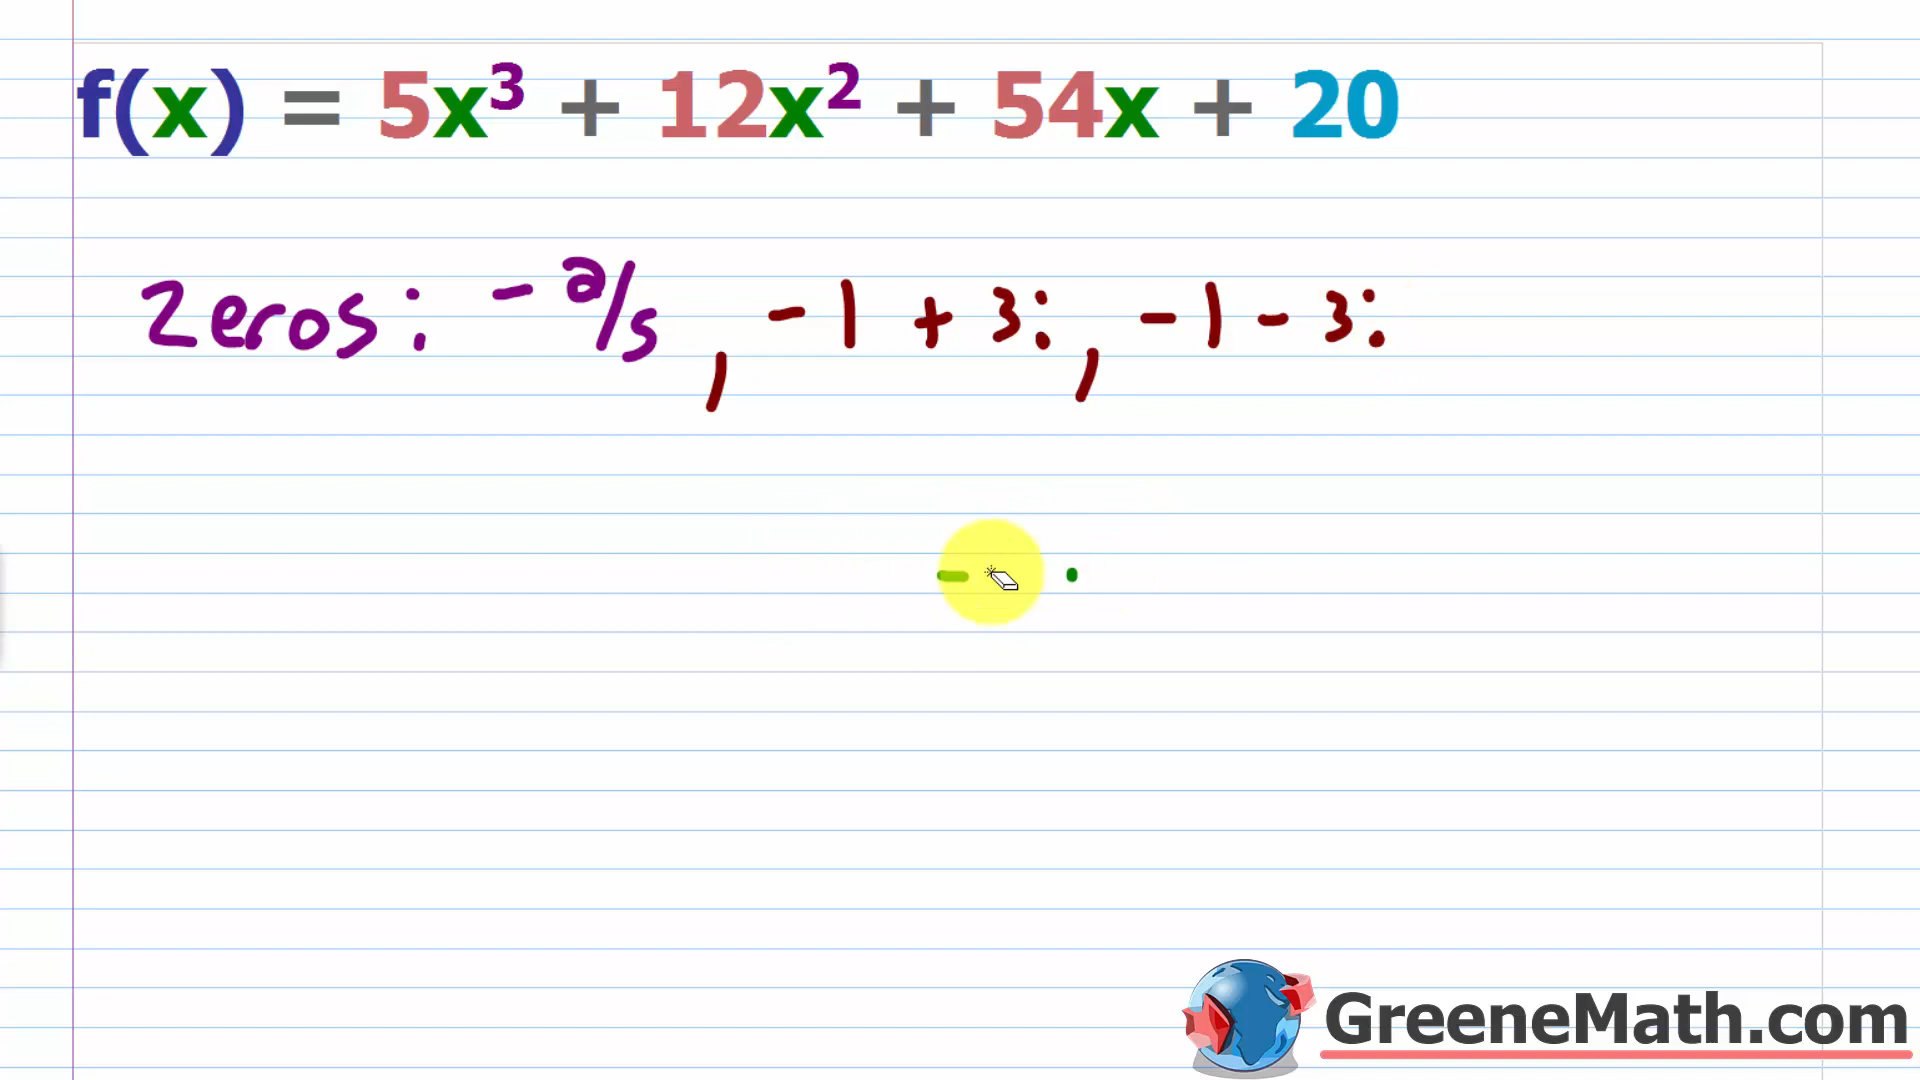 f(x) = 5x³ + 12x² + 54x + 20
Zeros: - 2/5 , - 1 + 3i , - 1 - 3i
GreeneMath.com